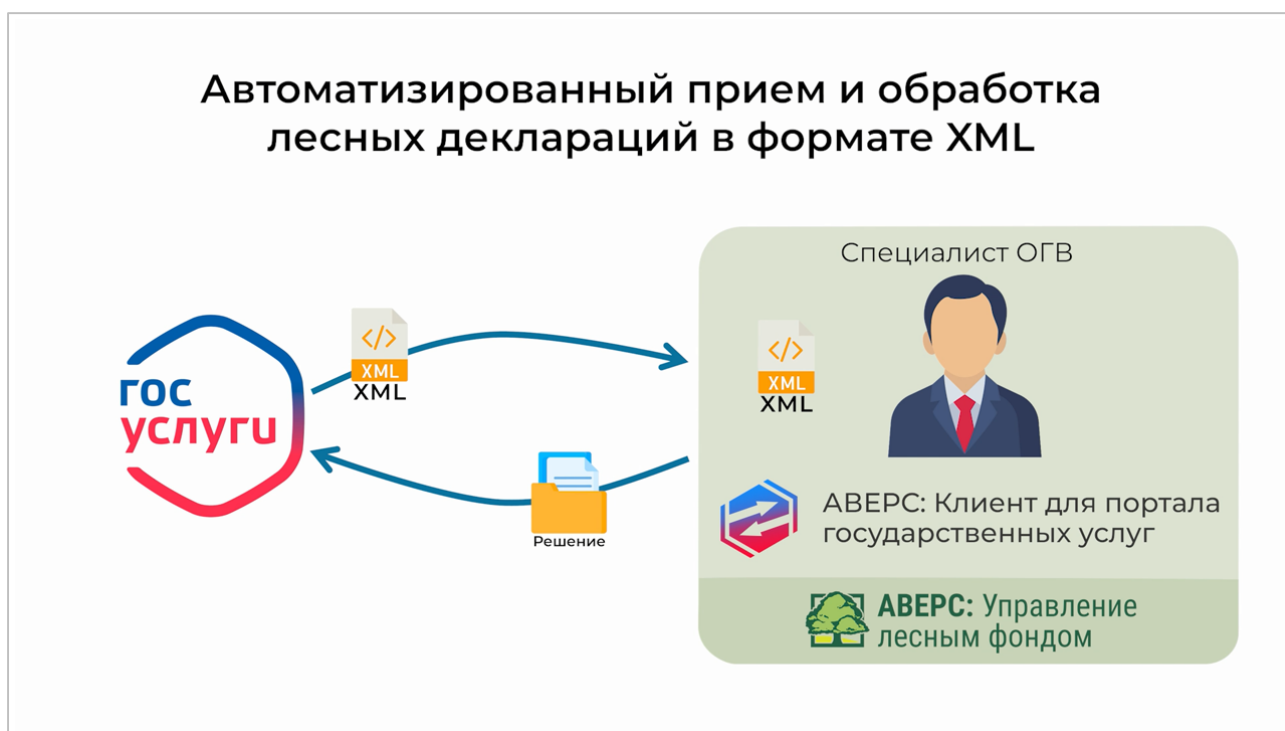 Автоматизированный прием и обработка
лесных деклараций в формате XML
Специалист ОГВ
гос
услуги
</>
XML
XML
</>
XML
XML
Решение
АВЕРС: Клиент для портала
государственных услуг
АВЕРС: Управление
лесным фондом